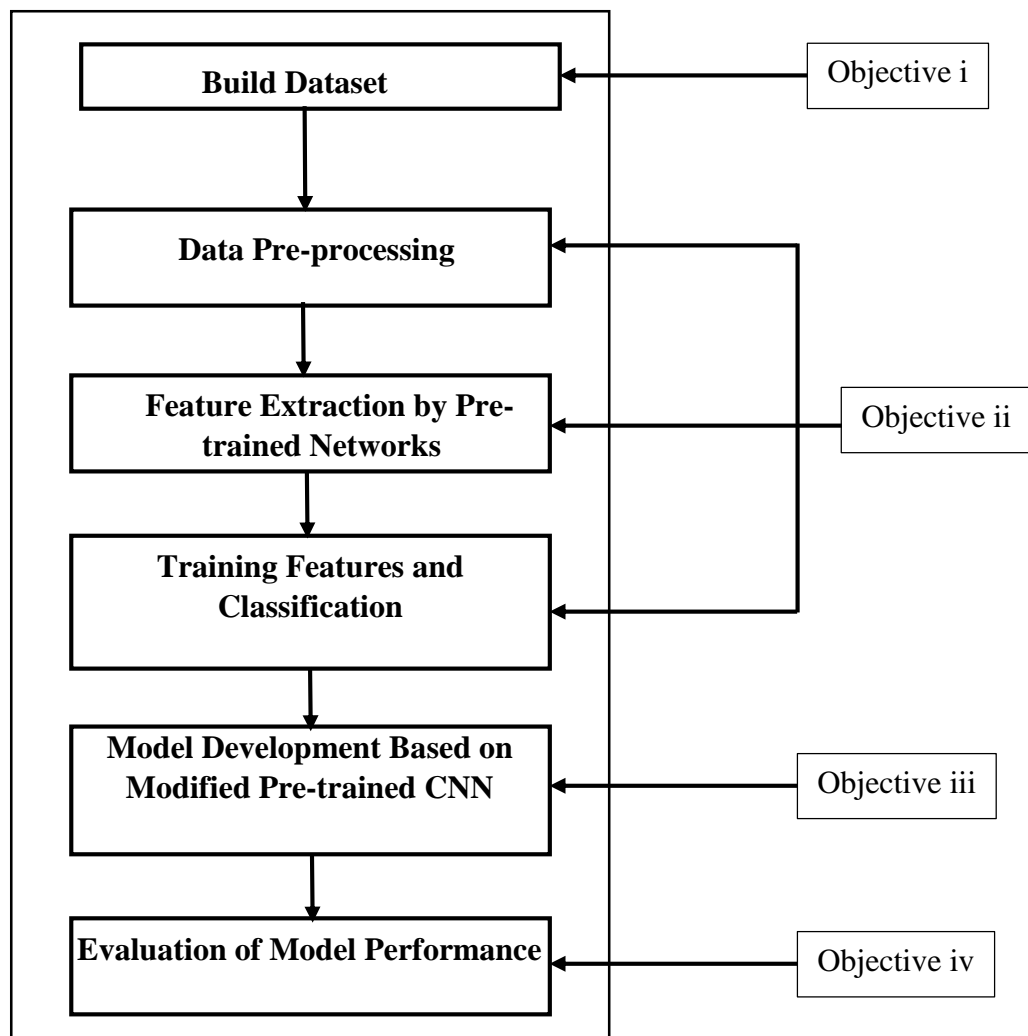 Build Dataset
Objective i
Data Pre-processing
Feature Extraction by Pre-
trained Networks
Objective ii
Training Features and
Classification
Model Development Based on
Modified Pre-trained CNN
Objective iii
Evaluation of Model Performance
Objective iv